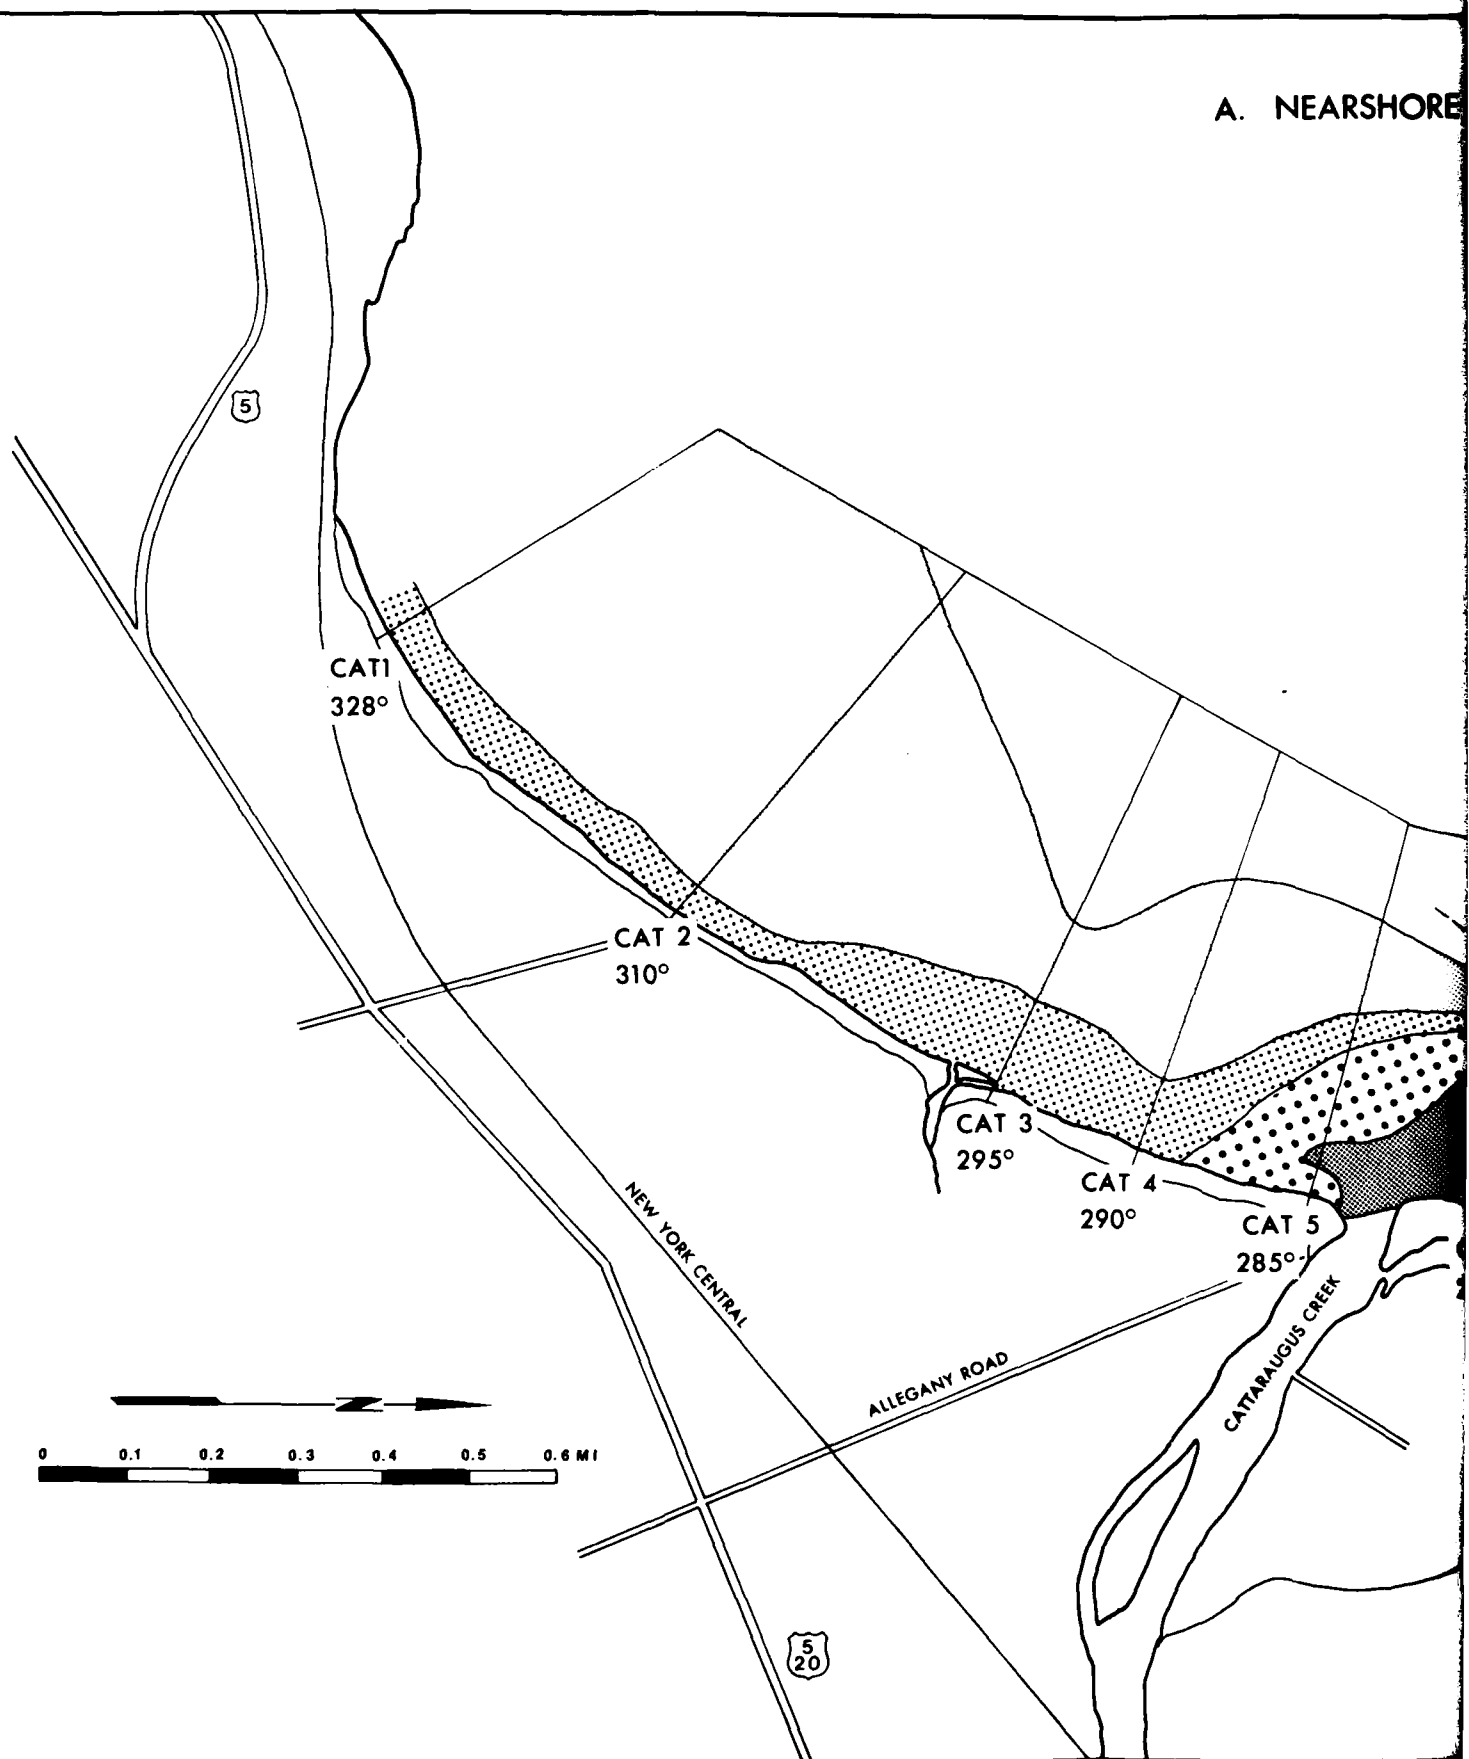 A. NEARSHORE
5
CAT1
328°
CAT 2
310°
CAT 3
295°
CAT 4
290°
CAT 5
285°
NEW YORK CENTRAL
CATTARAUGUS CREEK
ALLEGANY ROAD
N
0 0.1 0.2 0.3 0.4 0.5 0.6 MI
5
20